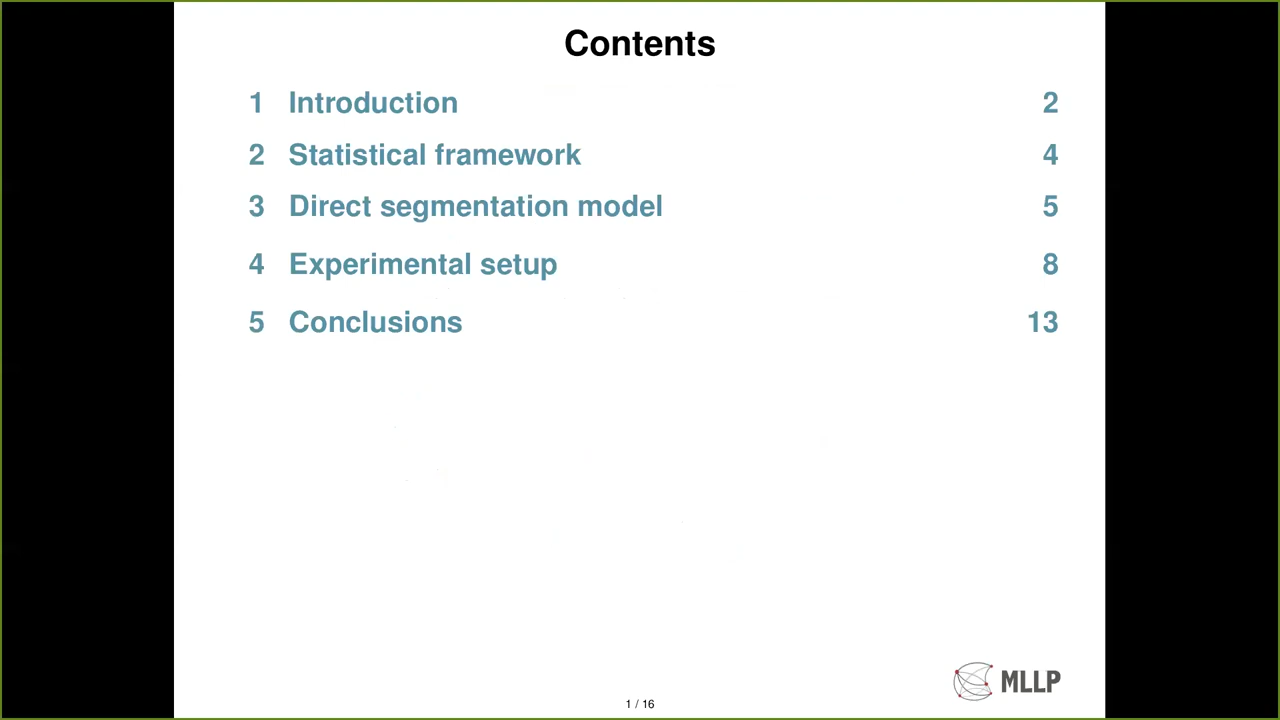 Contents
1 Introduction 2
2 Statistical framework 4
3 Direct segmentation model 5
4 Experimental setup 8
5 Conclusions 13
MLLP
1 / 16